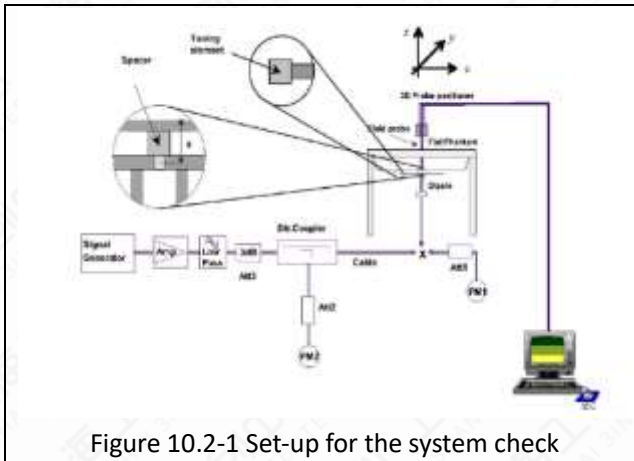 Tuning
element
Spacer
z
y
x
3D Probe positioner
Field probe
Flat Phantom
Dipole
Signal
Generator
Amp
Low
Pass
3dB
Att3
Dir.Coupler
Cable
X
Att1
PM1
Att2
PM2
Figure 10.2-1 Set-up for the system check